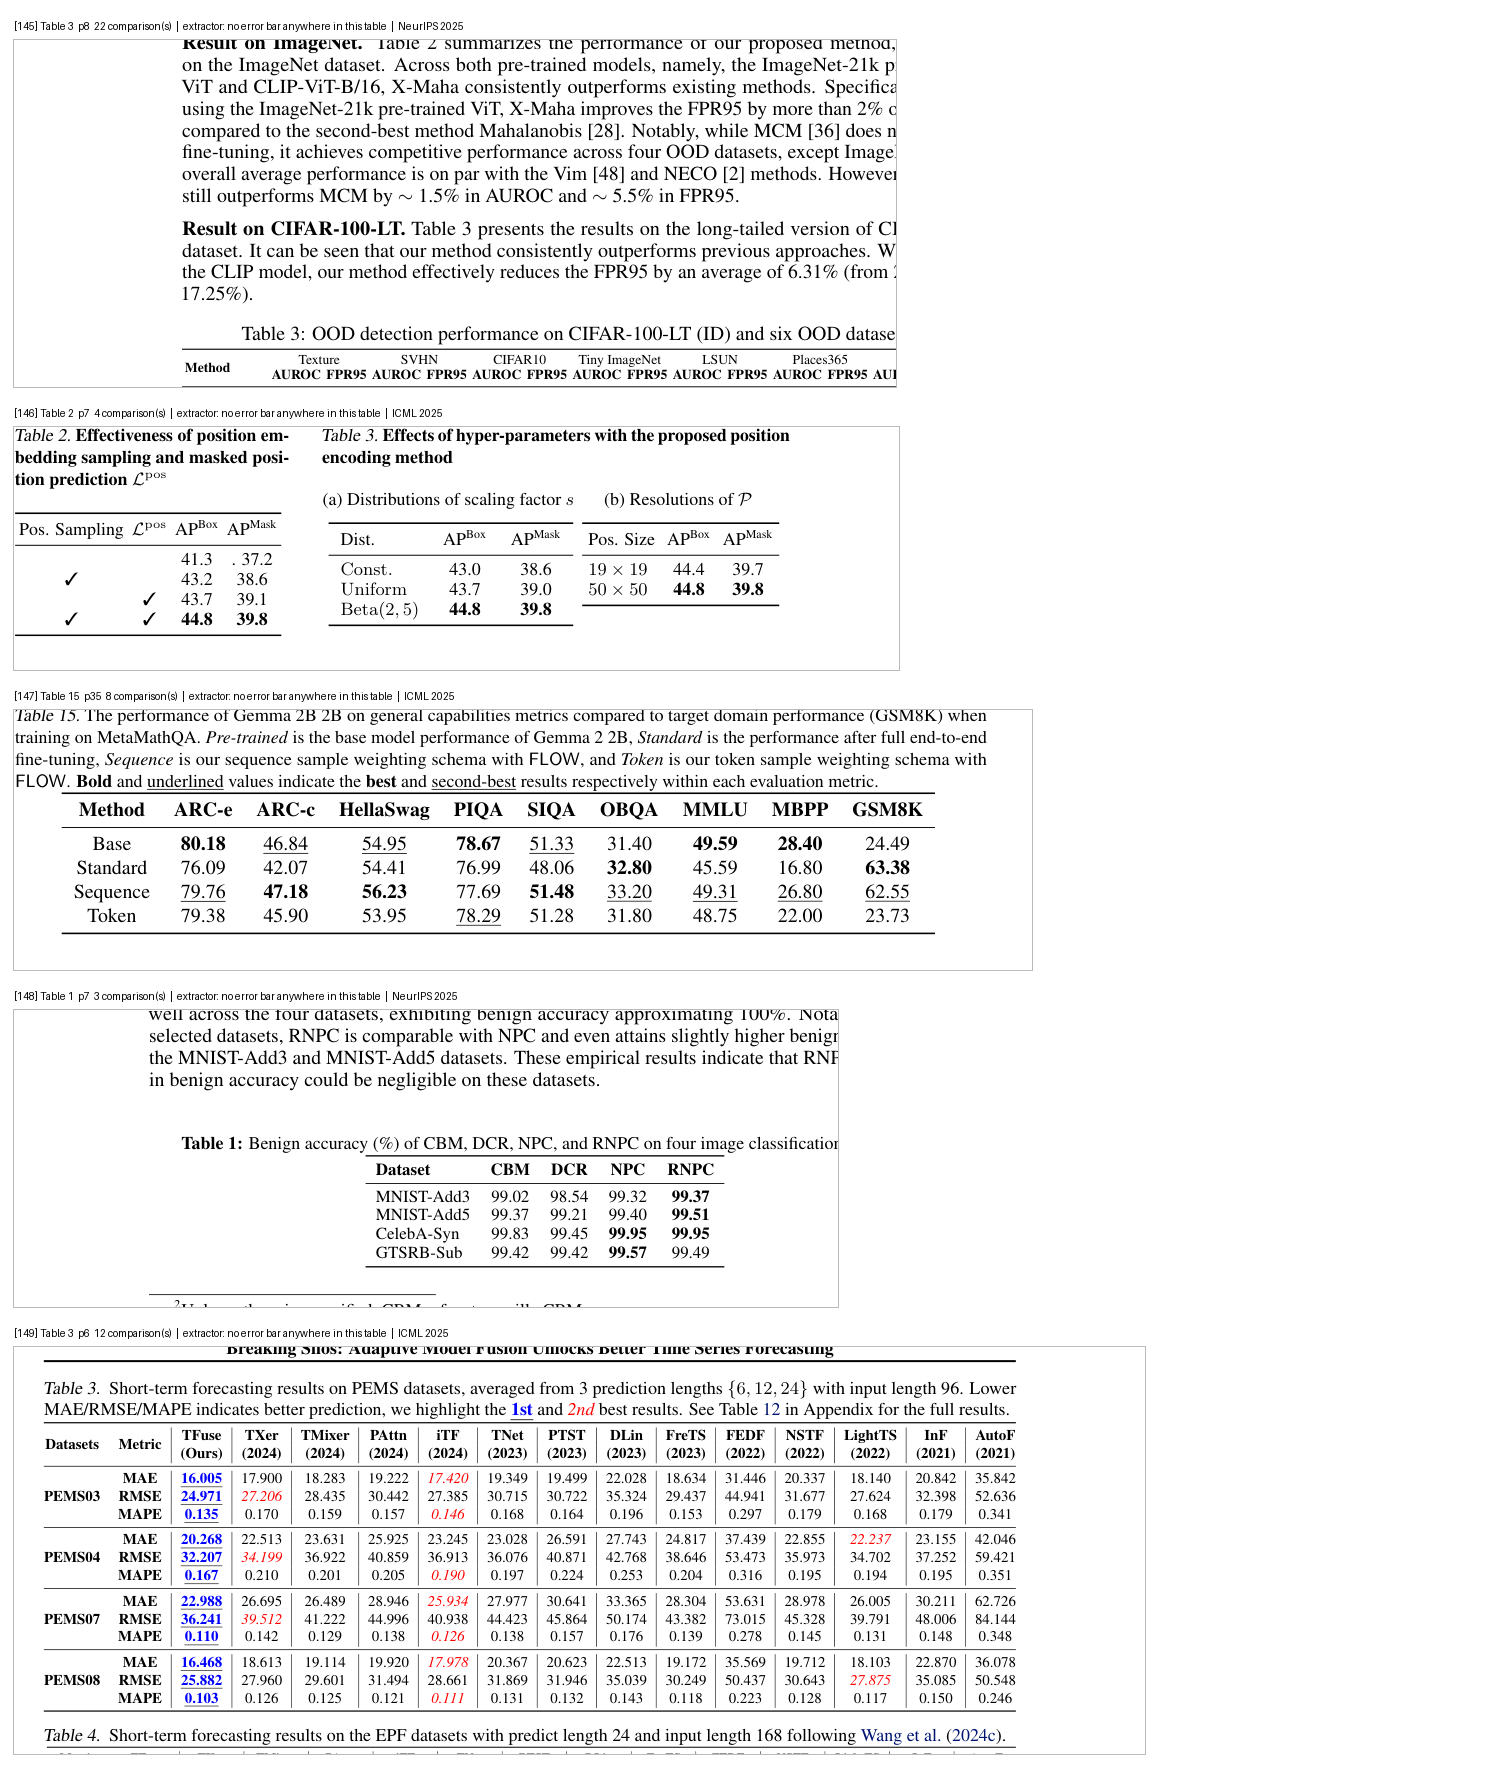 [145] Table 3 p8 22 comparison(s) | extractor: no error bar anywhere in this table | NeurIPS 2025
Result on ImageNet. Table 2 summarizes the performance of our proposed method,
on the ImageNet dataset. Across both pre-trained models, namely, the ImageNet-21k p
ViT and CLIP-ViT-B/16, X-Maha consistently outperforms existing methods. Specifica
using the ImageNet-21k pre-trained ViT, X-Maha improves the FPR95 by more than 2% o
compared to the second-best method Mahalanobis [28]. Notably, while MCM [36] does n
fine-tuning, it achieves competitive performance across four OOD datasets, except Image
overall average performance is on par with the Vim [48] and NECO [2] methods. However
still outperforms MCM by ∼ 1.5% in AUROC and ∼ 5.5% in FPR95.
Result on CIFAR-100-LT. Table 3 presents the results on the long-tailed version of CI
dataset. It can be seen that our method consistently outperforms previous approaches. W
the CLIP model, our method effectively reduces the FPR95 by an average of 6.31% (from
17.25%).
Table 3: OOD detection performance on CIFAR-100-LT (ID) and six OOD datase
Method Texture SVHN CIFAR10 Tiny ImageNet LSUN Places365
AUROC FPR95 AUROC FPR95 AUROC FPR95 AUROC FPR95 AUROC FPR95 AUROC FPR95 AU
[146] Table 2 p7 4 comparison(s) | extractor: no error bar anywhere in this table | ICML 2025
Table 2. Effectiveness of position em-
bedding sampling and masked posi-
tion prediction 𝓛pos
Pos. Sampling 𝓛pos APBox APMask
41.3 . 37.2
✓ 43.2 38.6
✓ 43.7 39.1
✓ ✓ 44.8 39.8
Table 3. Effects of hyper-parameters with the proposed position
encoding method
(a) Distributions of scaling factor s
Dist. APBox APMask
Const. 43.0 38.6
Uniform 43.7 39.0
Beta(2, 5) 44.8 39.8
(b) Resolutions of 𝒫
Pos. Size APBox APMask
19 × 19 44.4 39.7
50 × 50 44.8 39.8
[147] Table 15 p35 8 comparison(s) | extractor: no error bar anywhere in this table | ICML 2025
Table 15. The performance of Gemma 2B 2B on general capabilities metrics compared to target domain performance (GSM8K) when
training on MetaMathQA. Pre-trained is the base model performance of Gemma 2 2B, Standard is the performance after full end-to-end
fine-tuning, Sequence is our sequence sample weighting schema with FLOW, and Token is our token sample weighting schema with
FLOW. Bold and underlined values indicate the best and second-best results respectively within each evaluation metric.
Method ARC-e ARC-c HellaSwag PIQA SIQA OBQA MMLU MBPP GSM8K
Base 80.18 46.84 54.95 78.67 51.33 31.40 49.59 28.40 24.49
Standard 76.09 42.07 54.41 76.99 48.06 32.80 45.59 16.80 63.38
Sequence 79.76 47.18 56.23 77.69 51.48 33.20 49.31 26.80 62.55
Token 79.38 45.90 53.95 78.29 51.28 31.80 48.75 22.00 23.73
[148] Table 1 p7 3 comparison(s) | extractor: no error bar anywhere in this table | NeurIPS 2025
well across the four datasets, exhibiting benign accuracy approximating 100%. Nota
selected datasets, RNPC is comparable with NPC and even attains slightly higher benign
the MNIST-Add3 and MNIST-Add5 datasets. These empirical results indicate that RNP
in benign accuracy could be negligible on these datasets.
Table 1: Benign accuracy (%) of CBM, DCR, NPC, and RNPC on four image classification
Dataset CBM DCR NPC RNPC
MNIST-Add3 99.02 98.54 99.32 99.37
MNIST-Add5 99.37 99.21 99.40 99.51
CelebA-Syn 99.83 99.45 99.95 99.95
GTSRB-Sub 99.42 99.42 99.57 99.49
[149] Table 3 p6 12 comparison(s) | extractor: no error bar anywhere in this table | ICML 2025
Breaking Silos: Adaptive Model Fusion Unlocks Better Time Series Forecasting
Table 3. Short-term forecasting results on PEMS datasets, averaged from 3 prediction lengths {6, 12, 24} with input length 96. Lower
MAE/RMSE/MAPE indicates better prediction, we highlight the 1st and 2nd best results. See Table 12 in Appendix for the full results.
Datasets Metric TFuse TXer TMixer PAttn iTF TNet PTST DLin FreTS FEDF NSTF LightTS InF AutoF
(Ours) (2024) (2024) (2024) (2024) (2023) (2023) (2023) (2023) (2022) (2022) (2022) (2021) (2021)
MAE 16.005 17.900 18.283 19.222 17.420 19.349 19.499 22.028 18.634 31.446 20.337 18.140 20.842 35.842
PEMS03 RMSE 24.971 27.206 28.435 30.442 27.385 30.715 30.722 35.324 29.437 44.941 31.677 27.624 32.398 52.636
MAPE 0.135 0.170 0.159 0.157 0.146 0.168 0.164 0.196 0.153 0.297 0.179 0.168 0.179 0.341
MAE 20.268 22.513 23.631 25.925 23.245 23.028 26.591 27.743 24.817 37.439 22.855 22.237 23.155 42.046
PEMS04 RMSE 32.207 34.199 36.922 40.859 36.913 36.076 40.871 42.768 38.646 53.473 35.973 34.702 37.252 59.421
MAPE 0.167 0.210 0.201 0.205 0.190 0.197 0.224 0.253 0.204 0.316 0.195 0.194 0.195 0.351
MAE 22.988 26.695 26.489 28.946 25.934 27.977 30.641 33.365 28.304 53.631 28.978 26.005 30.211 62.726
PEMS07 RMSE 36.241 39.512 41.222 44.996 40.938 44.423 45.864 50.174 43.382 73.015 45.328 39.791 48.006 84.144
MAPE 0.110 0.142 0.129 0.138 0.126 0.138 0.157 0.176 0.139 0.278 0.145 0.131 0.148 0.348
MAE 16.468 18.613 19.114 19.920 17.978 20.367 20.623 22.513 19.172 35.569 19.712 18.103 22.870 36.078
PEMS08 RMSE 25.882 27.960 29.601 31.494 28.661 31.869 31.946 35.039 30.249 50.437 30.643 27.875 35.085 50.548
MAPE 0.103 0.126 0.125 0.121 0.111 0.131 0.132 0.143 0.118 0.223 0.128 0.117 0.150 0.246
Table 4. Short-term forecasting results on the EPF datasets with predict length 24 and input length 168 following Wang et al. (2024c).